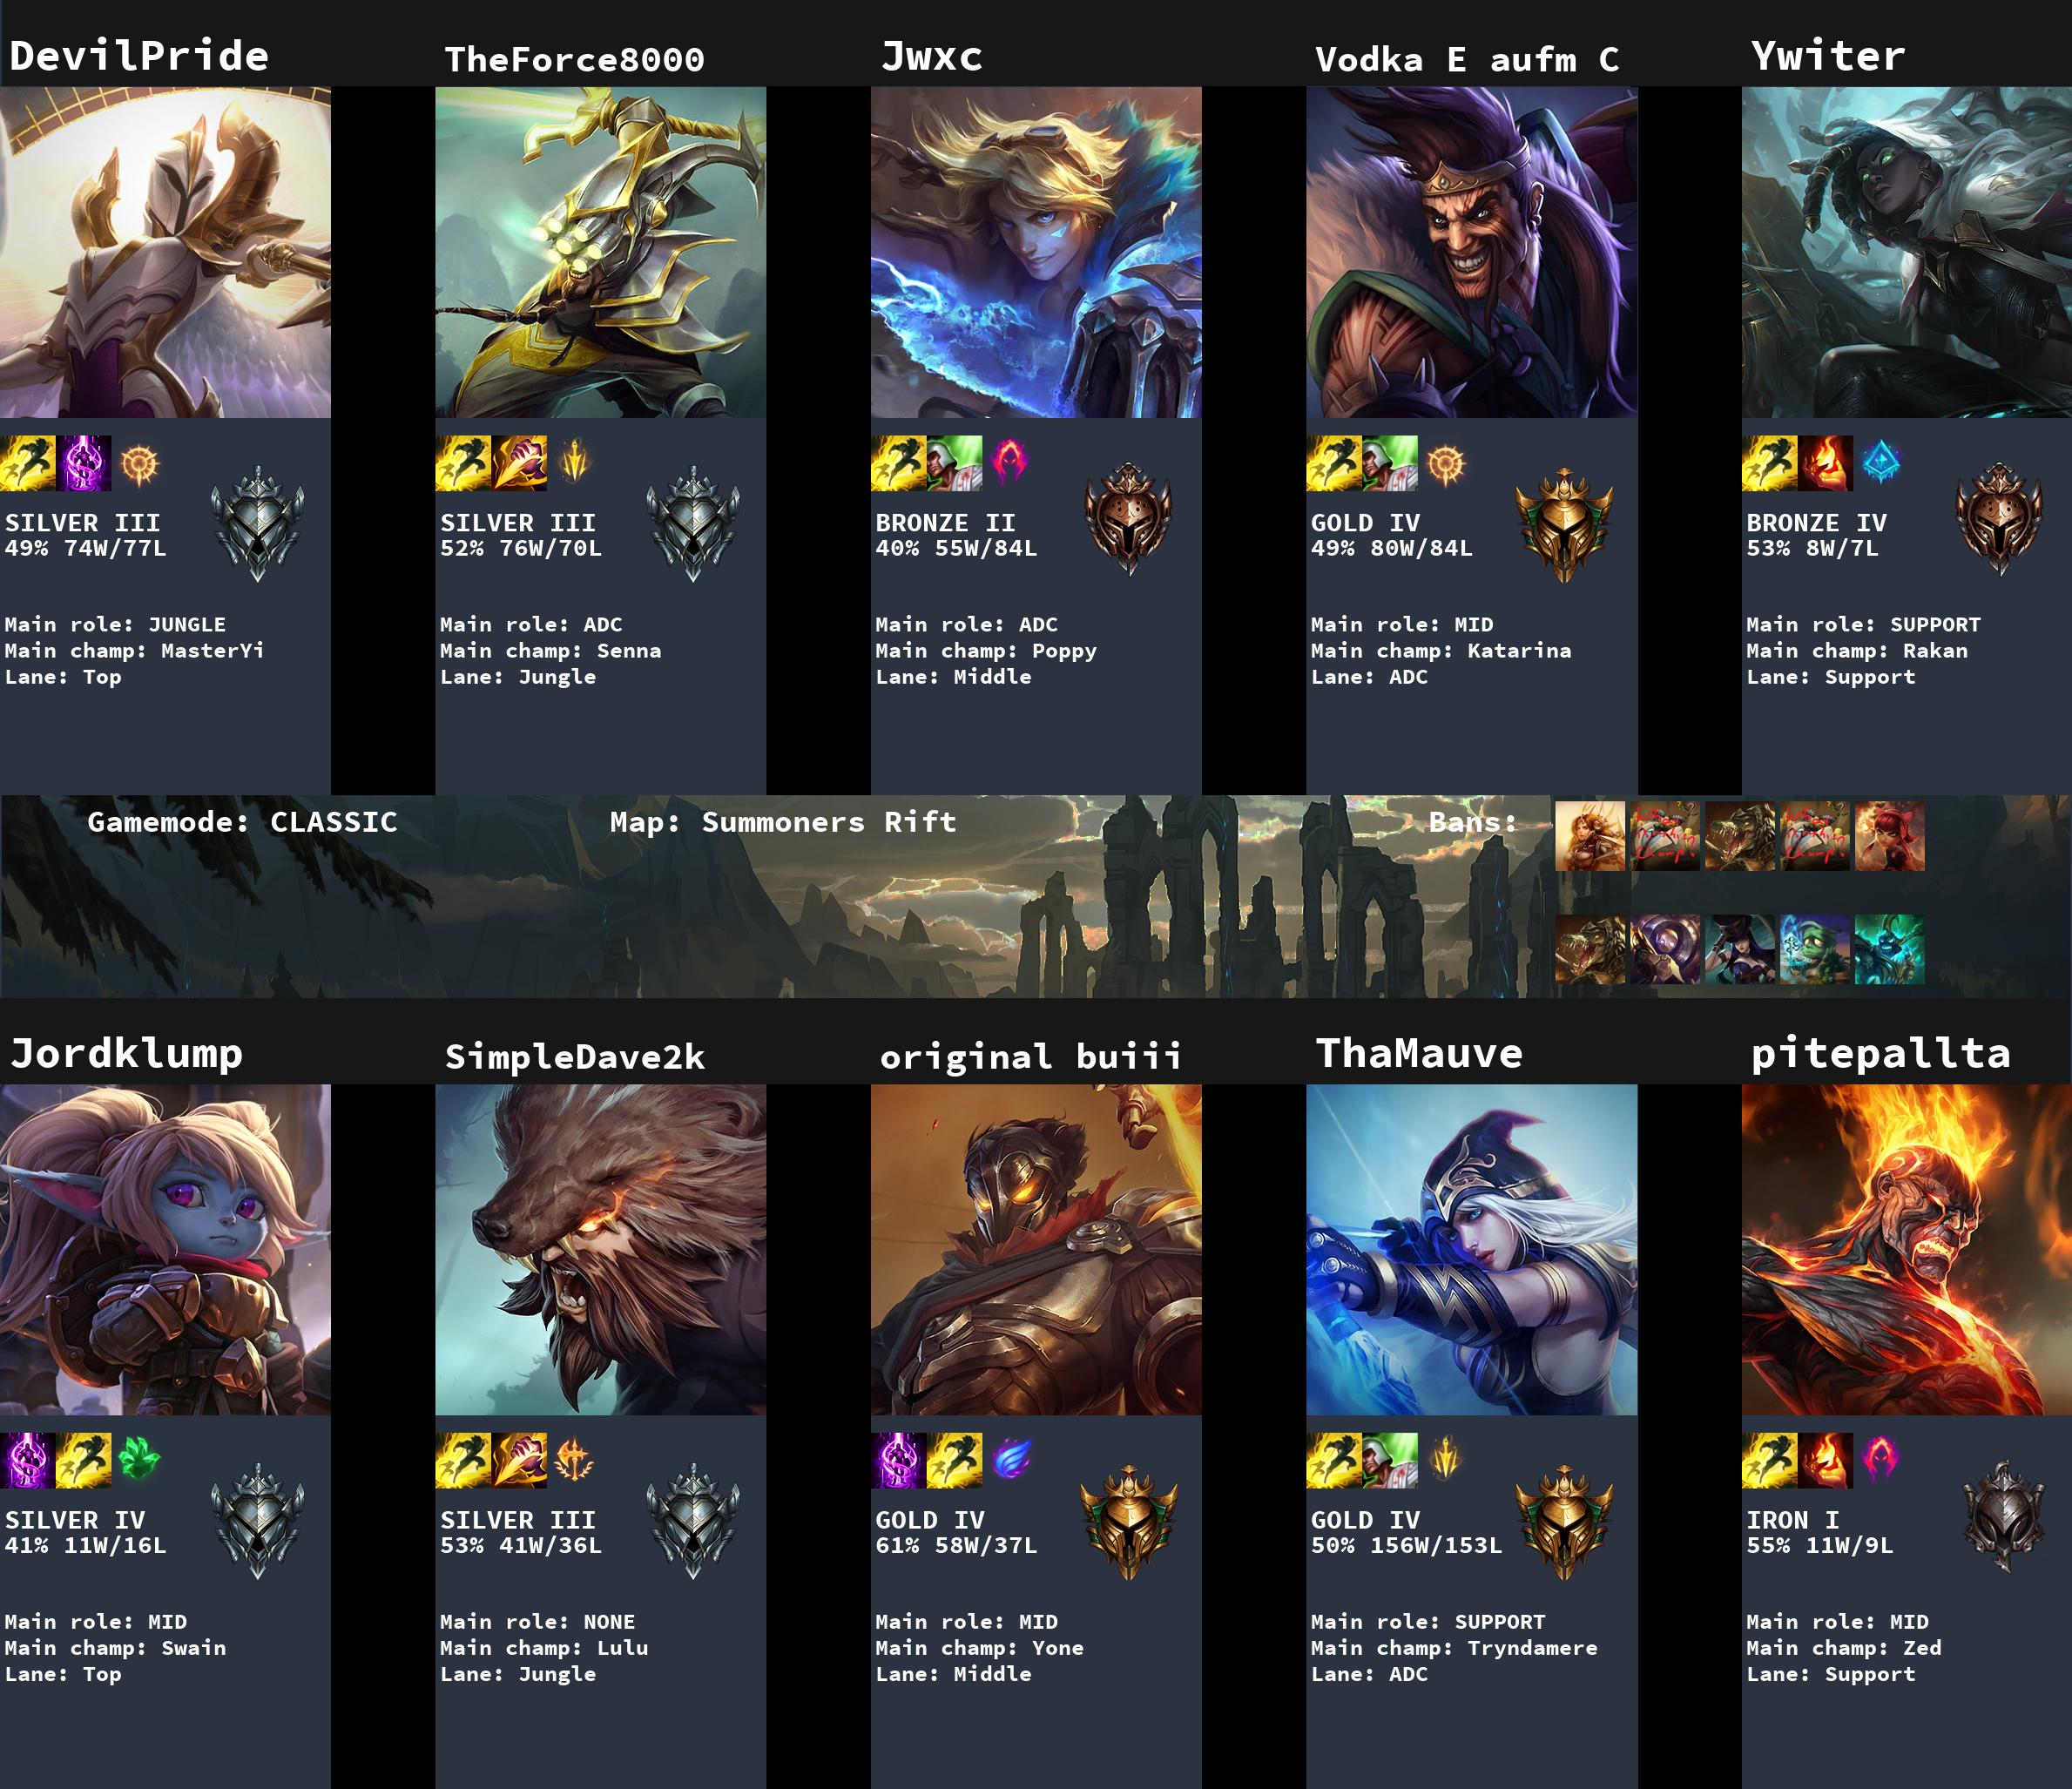 DevilPride
TheForce8000
Jwxc
Vodka E aufm C
Ywiter
SILVER III
49% 74W/77L
Main role: JUNGLE
Main champ: MasterYi
Lane: Top
SILVER III
52% 76W/70L
Main role: ADC
Main champ: Senna
Lane: Jungle
BRONZE II
40% 55W/84L
Main role: ADC
Main champ: Poppy
Lane: Middle
GOLD IV
49% 80W/84L
Main role: MID
Main champ: Katarina
Lane: ADC
BRONZE IV
53% 8W/7L
Main role: SUPPORT
Main champ: Rakan
Lane: Support
Gamemode: CLASSIC
Map: Summoners Rift
Bans:
Jordklump
SimpleDave2k
original buiii
ThaMauve
pitepallta
SILVER IV
41% 11W/16L
Main role: MID
Main champ: Swain
Lane: Top
SILVER III
53% 41W/36L
Main role: NONE
Main champ: Lulu
Lane: Jungle
GOLD IV
61% 58W/37L
Main role: MID
Main champ: Yone
Lane: Middle
GOLD IV
50% 156W/153L
Main role: SUPPORT
Main champ: Tryndamere
Lane: ADC
IRON I
55% 11W/9L
Main role: MID
Main champ: Zed
Lane: Support